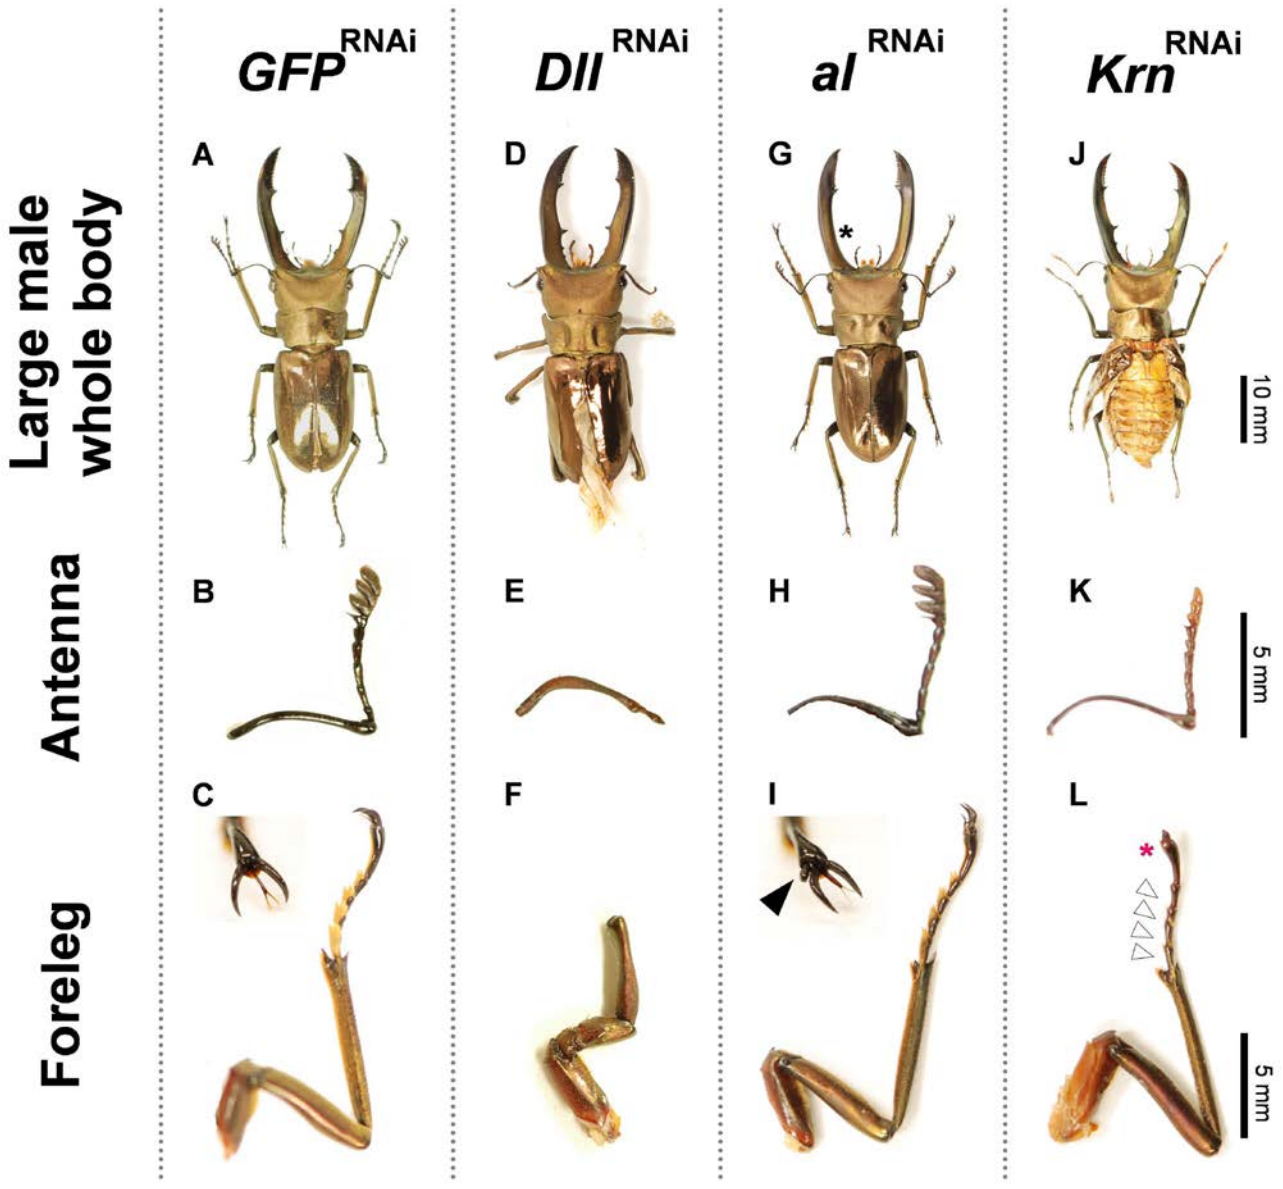 GFP RNAi
Dll RNAi
al RNAi
Krn RNAi
Large male
whole body
A
D
G
*
J
10 mm
Antenna
B
E
H
K
5 mm
Foreleg
C
F
I
L
*
5 mm